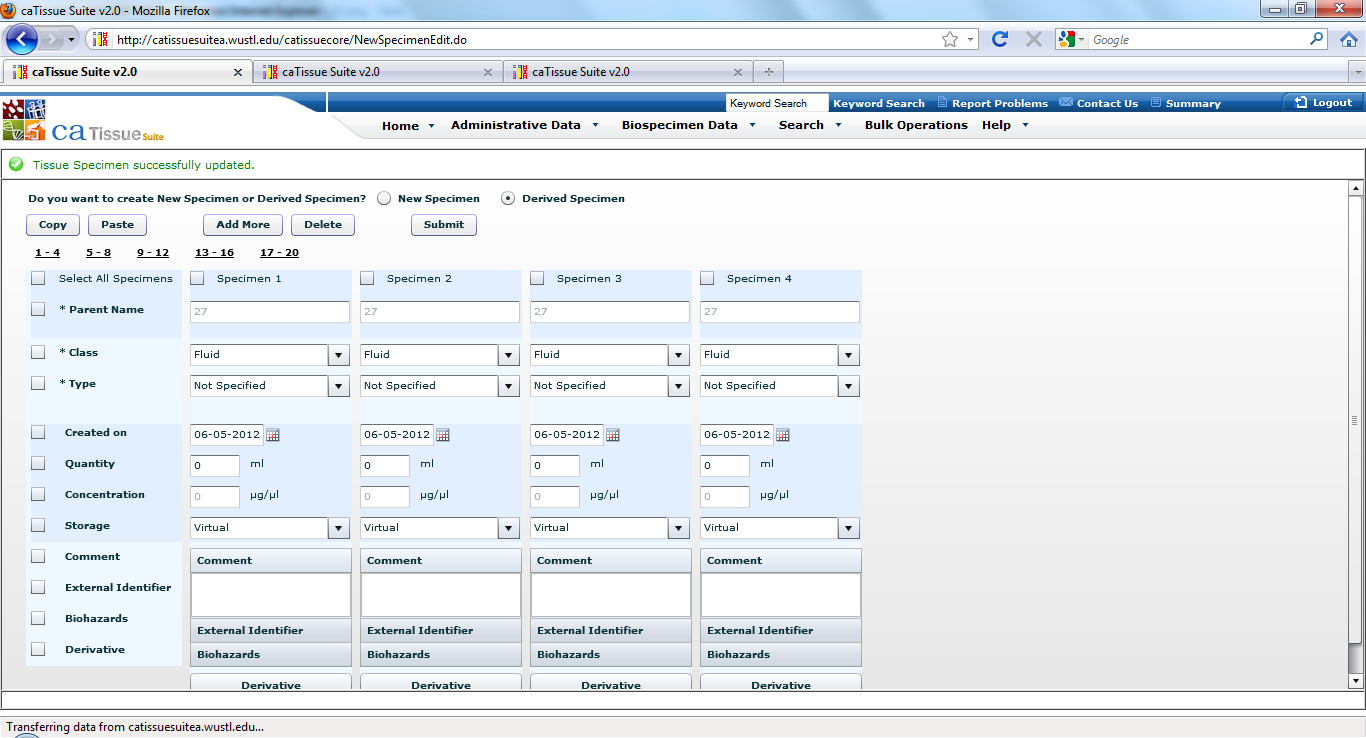 caTissue Suite v2.0 - Mozilla Firefox
http://catissuesuitea.wustl.edu/catissuecore/NewSpecimenEdit.do
Google
caTissue Suite v2.0 caTissue Suite v2.0 caTissue Suite v2.0
Keyword Search Keyword Search Report Problems Contact Us Summary Logout
ca Tissue Suite
Home Administrative Data Biospecimen Data Search Bulk Operations Help
Tissue Specimen successfully updated.
Do you want to create New Specimen or Derived Specimen? New Specimen Derived Specimen
Copy Paste Add More Delete Submit
1 - 4 5 - 8 9 - 12 13 - 16 17 - 20
Select All Specimens Specimen 1 Specimen 2 Specimen 3 Specimen 4
* Parent Name 27 27 27 27
* Class Fluid Fluid Fluid Fluid
* Type Not Specified Not Specified Not Specified Not Specified
Created on 06-05-2012 06-05-2012 06-05-2012 06-05-2012
Quantity 0 ml 0 ml 0 ml 0 ml
Concentration 0 µg/µl 0 µg/µl 0 µg/µl 0 µg/µl
Storage Virtual Virtual Virtual Virtual
Comment Comment Comment Comment Comment
External Identifier
Biohazards External Identifier External Identifier External Identifier External Identifier
Derivative Biohazards Biohazards Biohazards Biohazards
Derivative Derivative Derivative Derivative
Transferring data from catissuesuitea.wustl.edu...